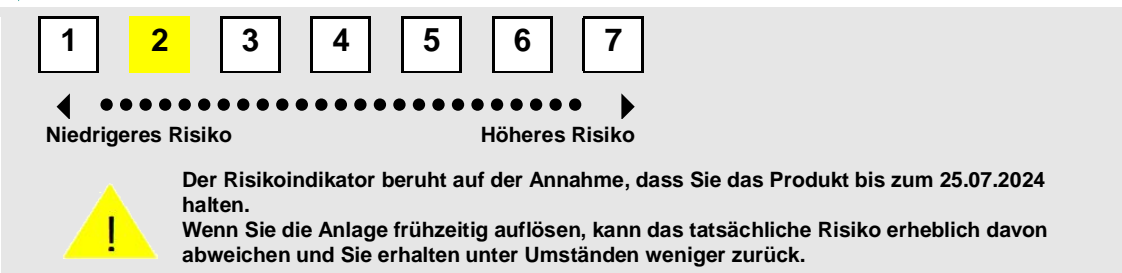 1 2 3 4 5 6 7
Niedrigeres Risiko Höheres Risiko
!
Der Risikoindikator beruht auf der Annahme, dass Sie das Produkt bis zum 25.07.2024
halten.
Wenn Sie die Anlage frühzeitig auflösen, kann das tatsächliche Risiko erheblich davon
abweichen und Sie erhalten unter Umständen weniger zurück.